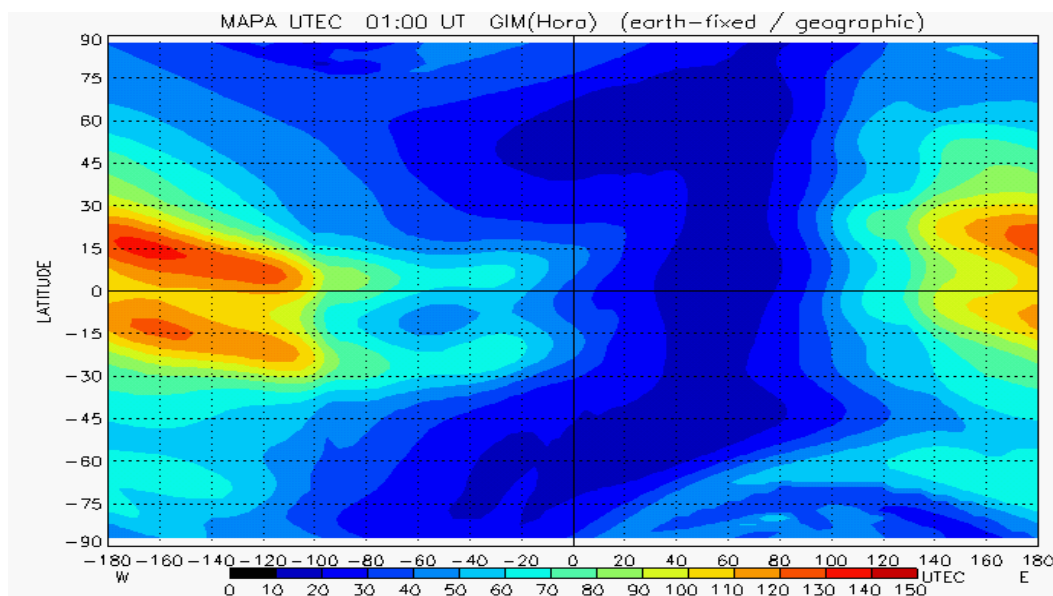 MAPA UTEC 01:00 UT GIM(Hora) (earth-fixed / geographic)
90
75
60
45
30
15
0
-15
-30
-45
-60
-75
-90
LATITUDE
-180 -160 -140 -120 -100 -80 -60 -40 -20 0 20 40 60 80 100 120 140 160 180
W E
0 10 20 30 40 50 60 70 80 90 100 110 120 130 140 150 UTEC